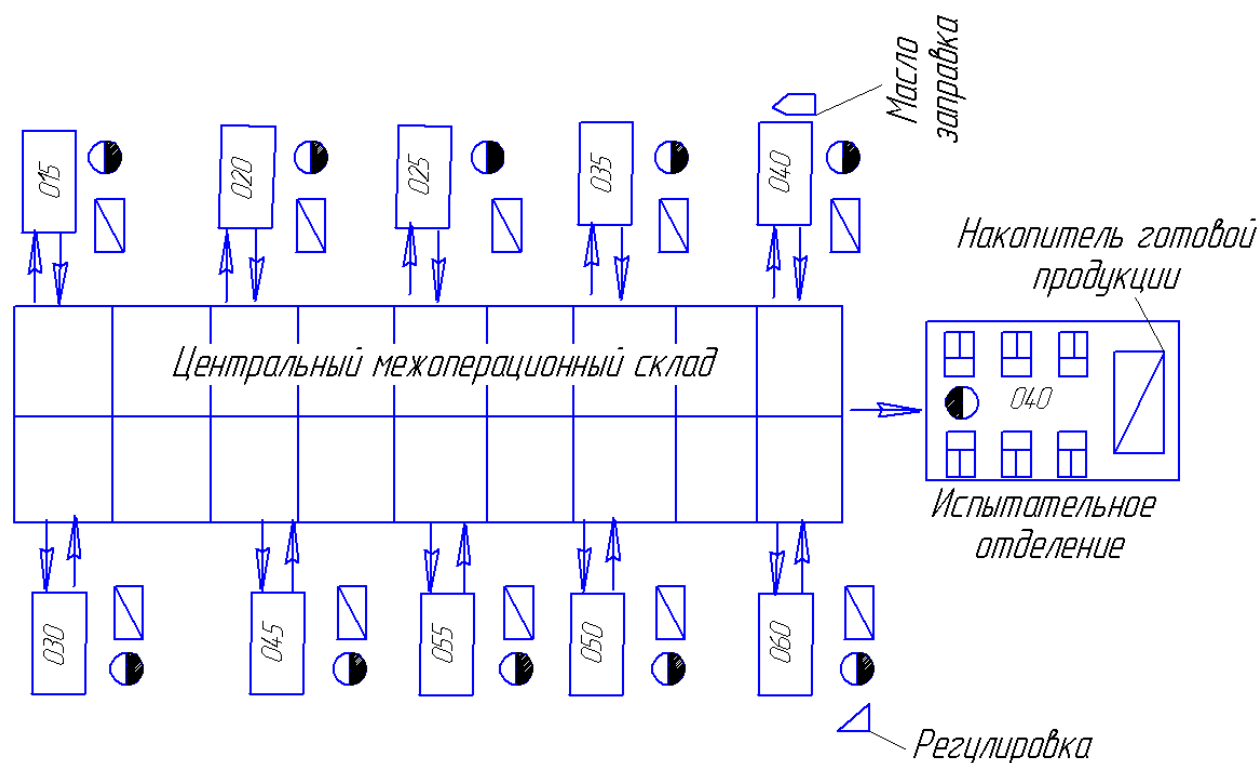 Масло
заправка
015
020
025
035
040
Накопитель готовой
продукции
Центральный межоперационный склад
040
Испытательное
отделение
030
045
055
050
060
Регулировка